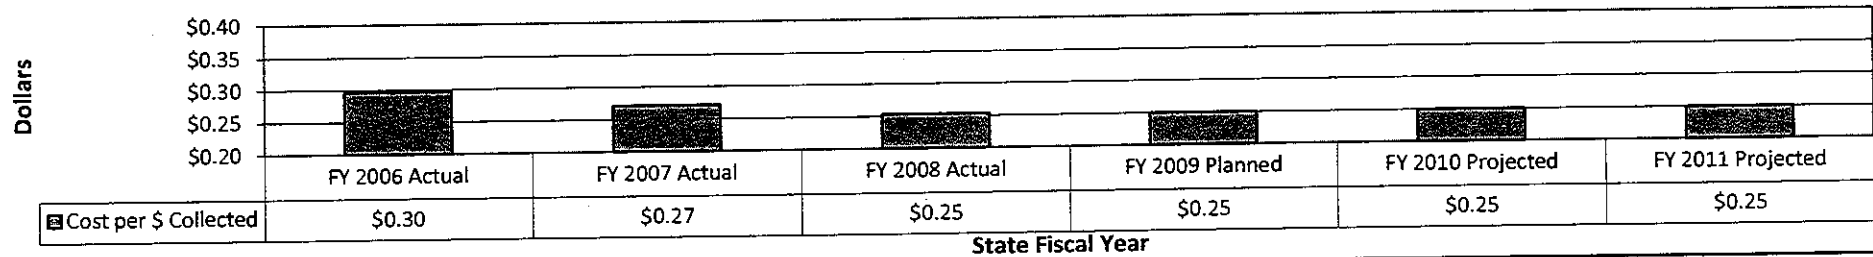 $0.40
$0.35
$0.30
$0.25
$0.20
Dollars
FY 2006 Actual FY 2007 Actual FY 2008 Actual FY 2009 Planned FY 2010 Projected FY 2011 Projected
Cost per $ Collected $0.30 $0.27 $0.25 $0.25 $0.25 $0.25
State Fiscal Year